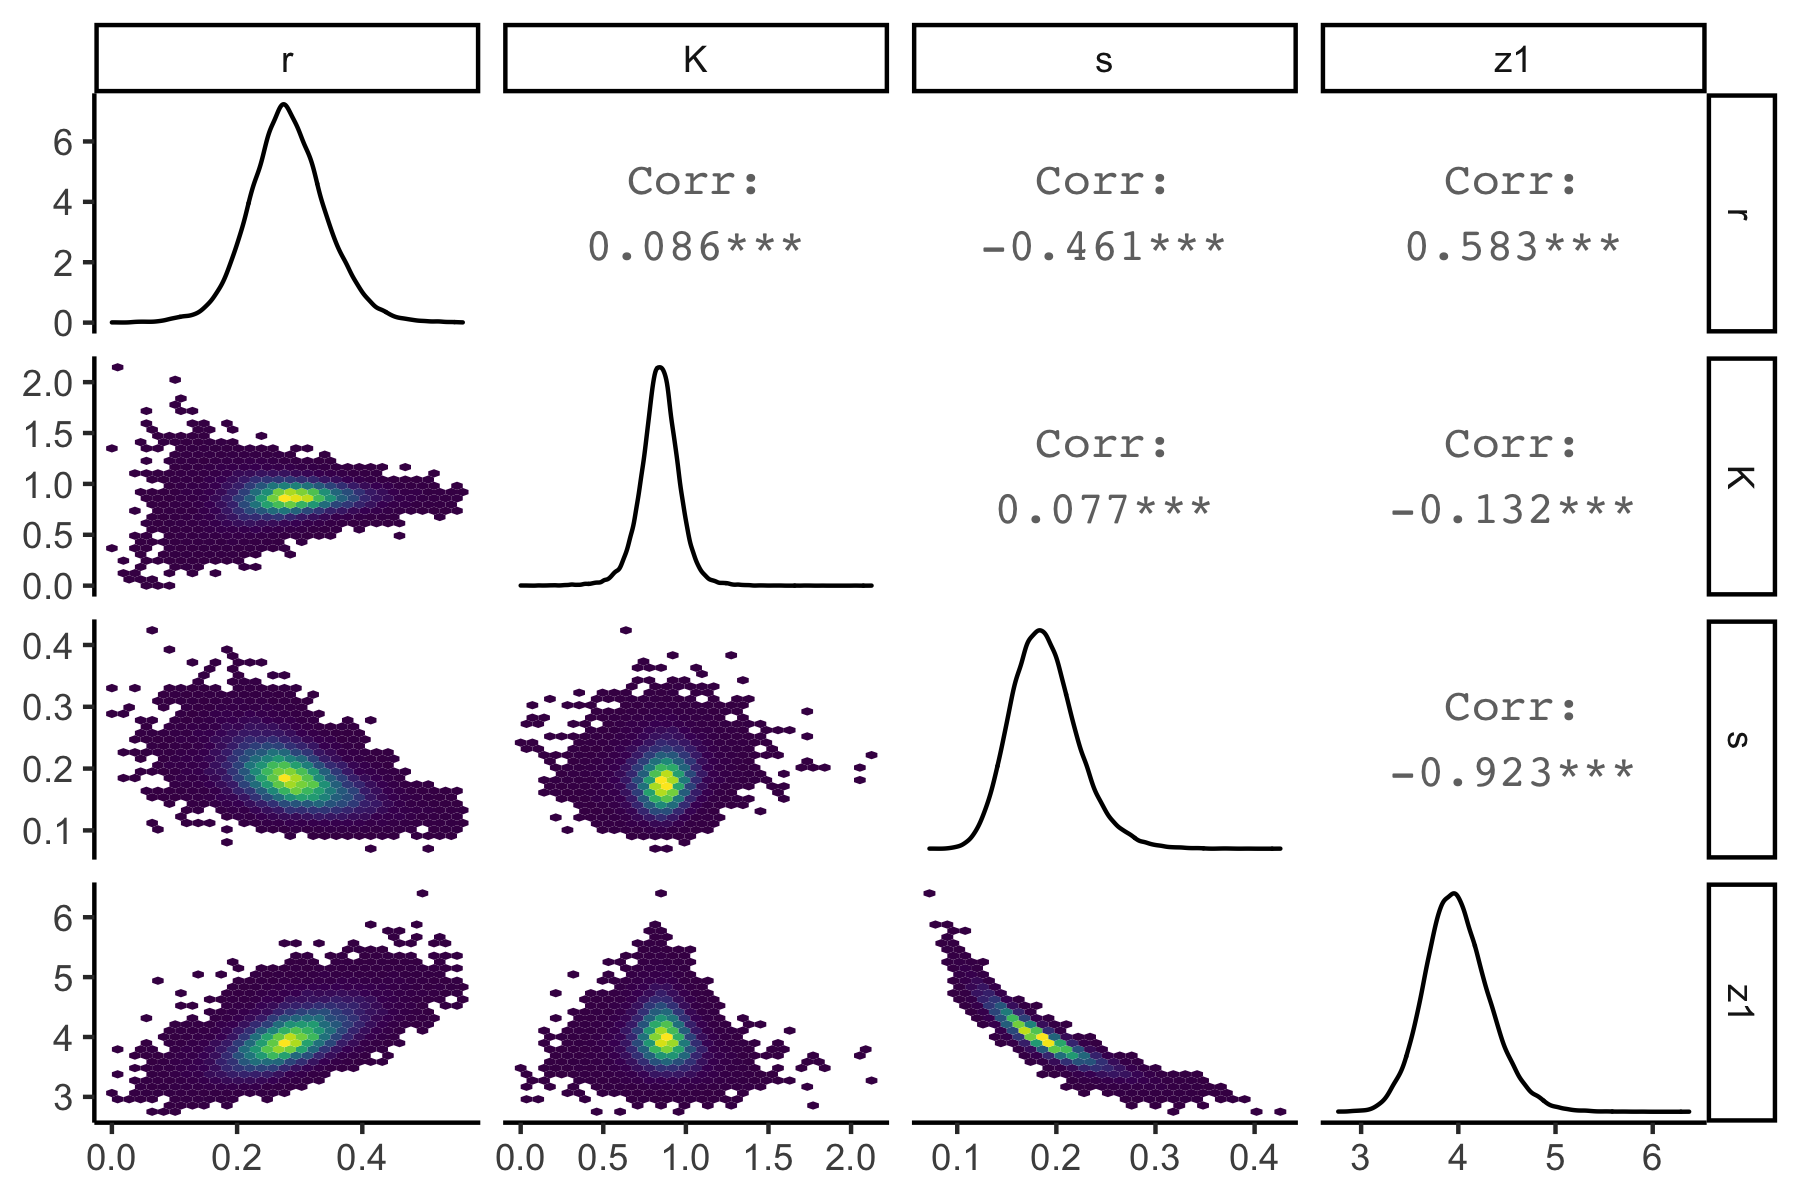 r K s z1
6
4
2
0
Corr: Corr: Corr:
0.086*** -0.461*** 0.583***
r
2.0
1.5
1.0
0.5
0.0
Corr: Corr:
0.077*** -0.132***
K
0.4
0.3
0.2
0.1
Corr:
-0.923***
s
6
5
4
3
z1
0.0 0.2 0.4 0.0 0.5 1.0 1.5 2.0 0.1 0.2 0.3 0.4 3 4 5 6